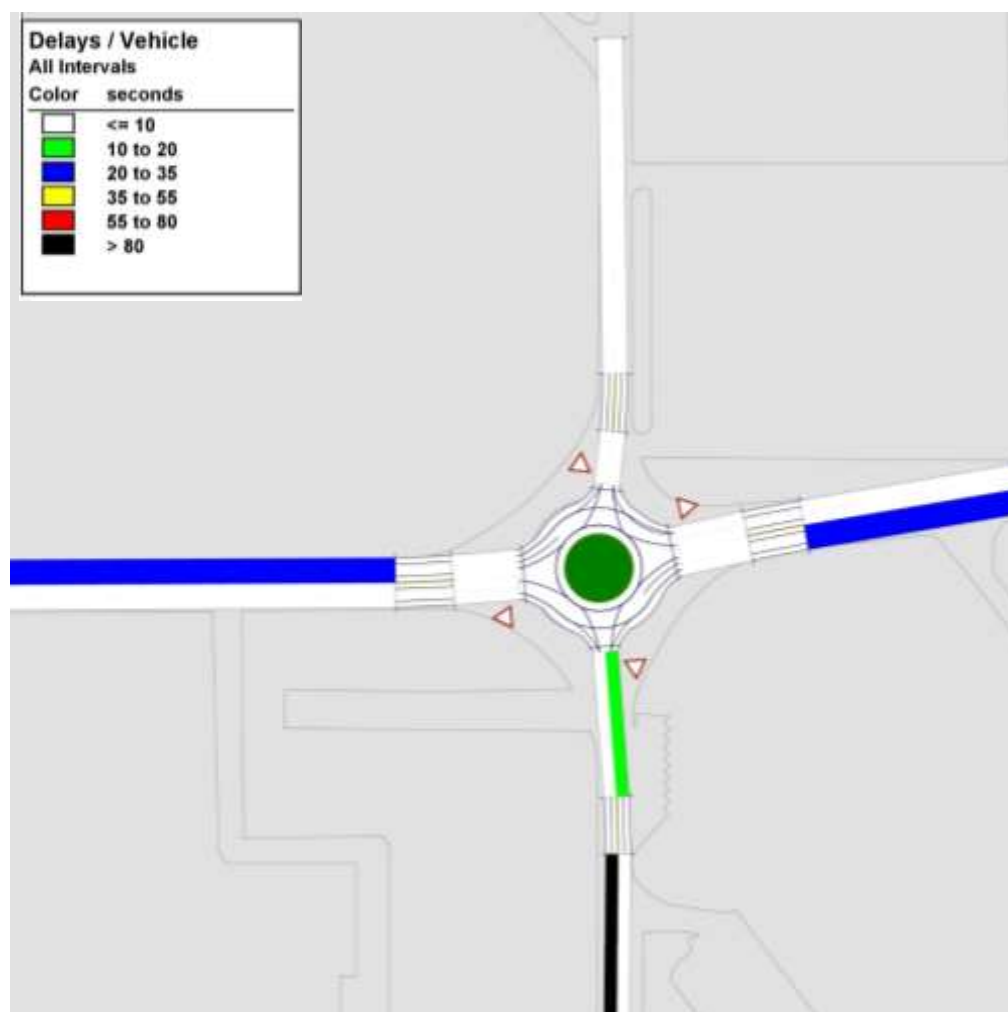 Delays / Vehicle
All Intervals
Color seconds
<= 10
10 to 20
20 to 35
35 to 55
55 to 80
> 80